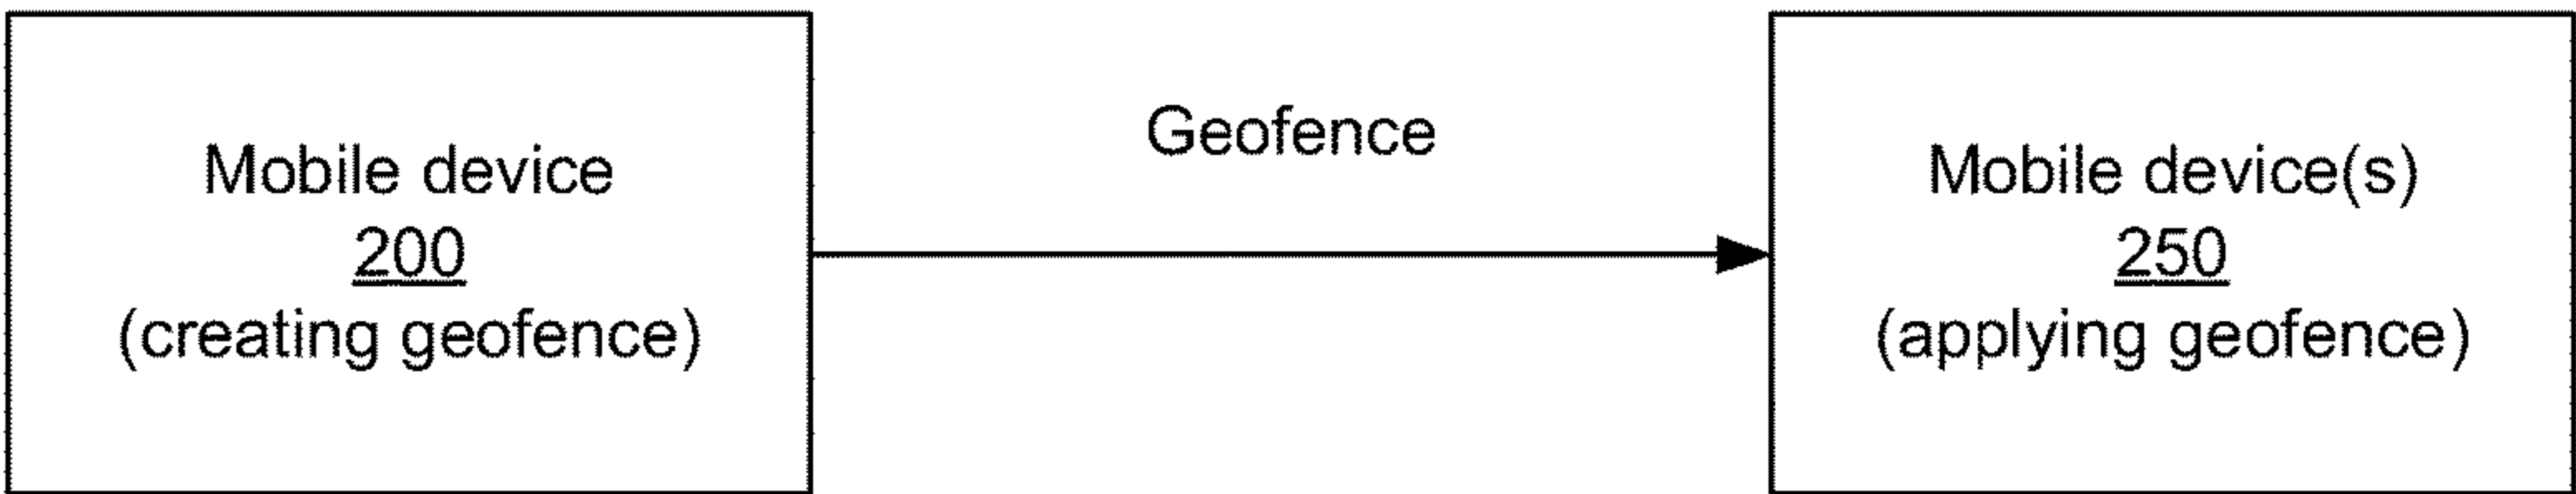 Mobile device
200
(creating geofence)
Geofence
Mobile device(s)
250
(applying geofence)